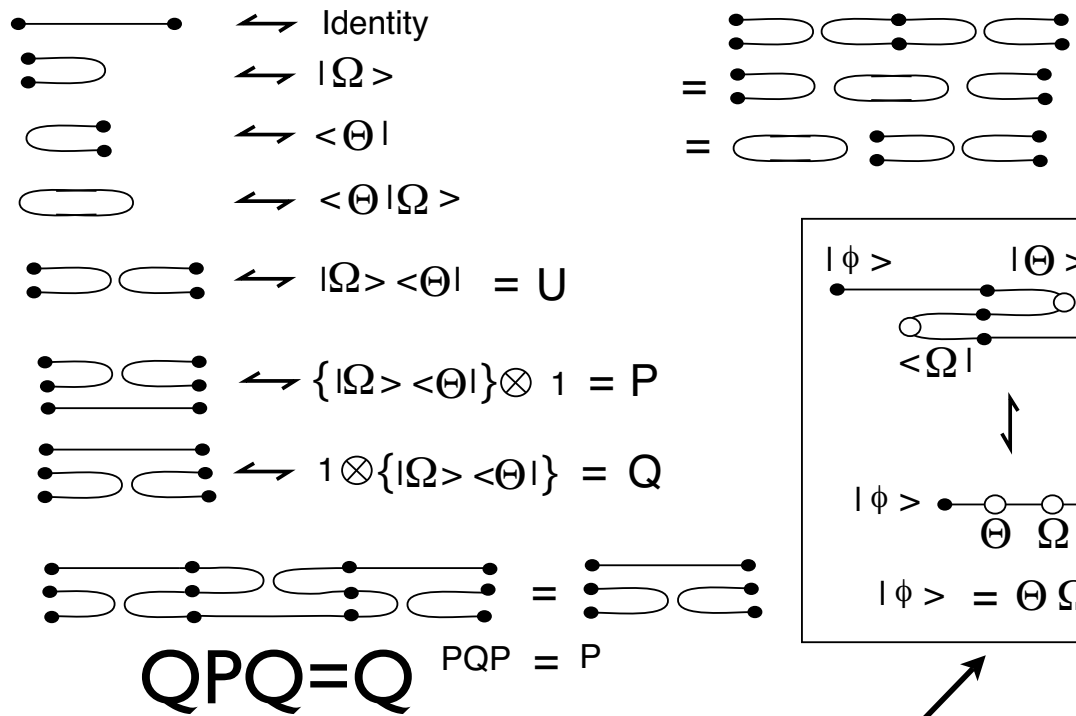 Identity
|Ω>
<Θ|
<Θ|Ω>
|Ω><Θ| = U
{|Ω><Θ|}⊗ 1 = P
1⊗{|Ω><Θ|} = Q
=
QPQ=Q
PQP = P
=
=
|ϕ> |Θ>
<Ω|
|ϕ>
Θ Ω
|ϕ> = Θ Ω